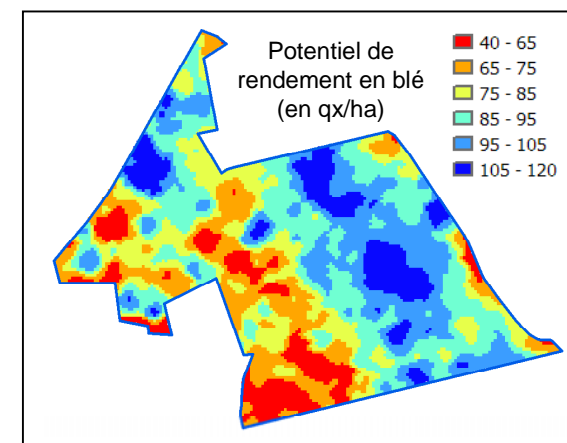 Potentiel de
rendement en blé
(en qx/ha)
40 - 65
65 - 75
75 - 85
85 - 95
95 - 105
105 - 120